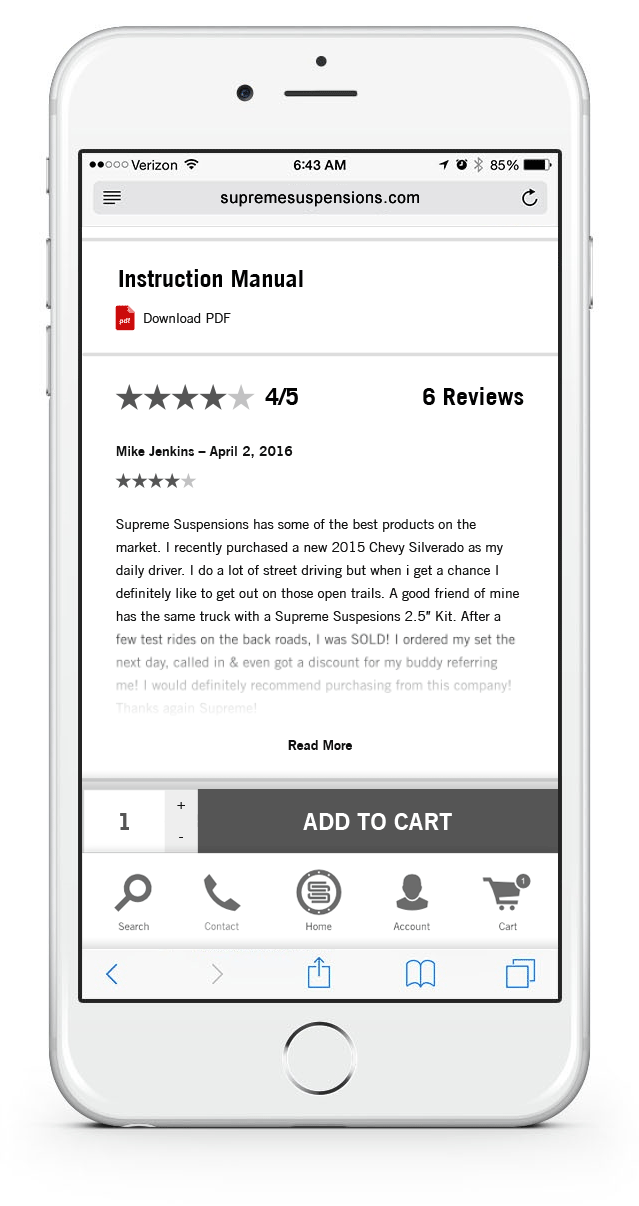 Verizon 6:43 AM 85%
supremesuspensions.com
Instruction Manual
pdf Download PDF
4/5 6 Reviews
Mike Jenkins – April 2, 2016
Supreme Suspensions has some of the best products on the
market. I recently purchased a new 2015 Chevy Silverado as my
daily driver. I do a lot of street driving but when i get a chance I
definitely like to get out on those open trails. A good friend of mine
has the same truck with a Supreme Suspesions 2.5″ Kit. After a
few test rides on the back roads, I was SOLD! I ordered my set the
next day, called in & even got a discount for my buddy referring
me! I would definitely recommend purchasing from this company!
Thanks again Supreme!
Read More
1 + - ADD TO CART
1
Search Contact Home Account Cart